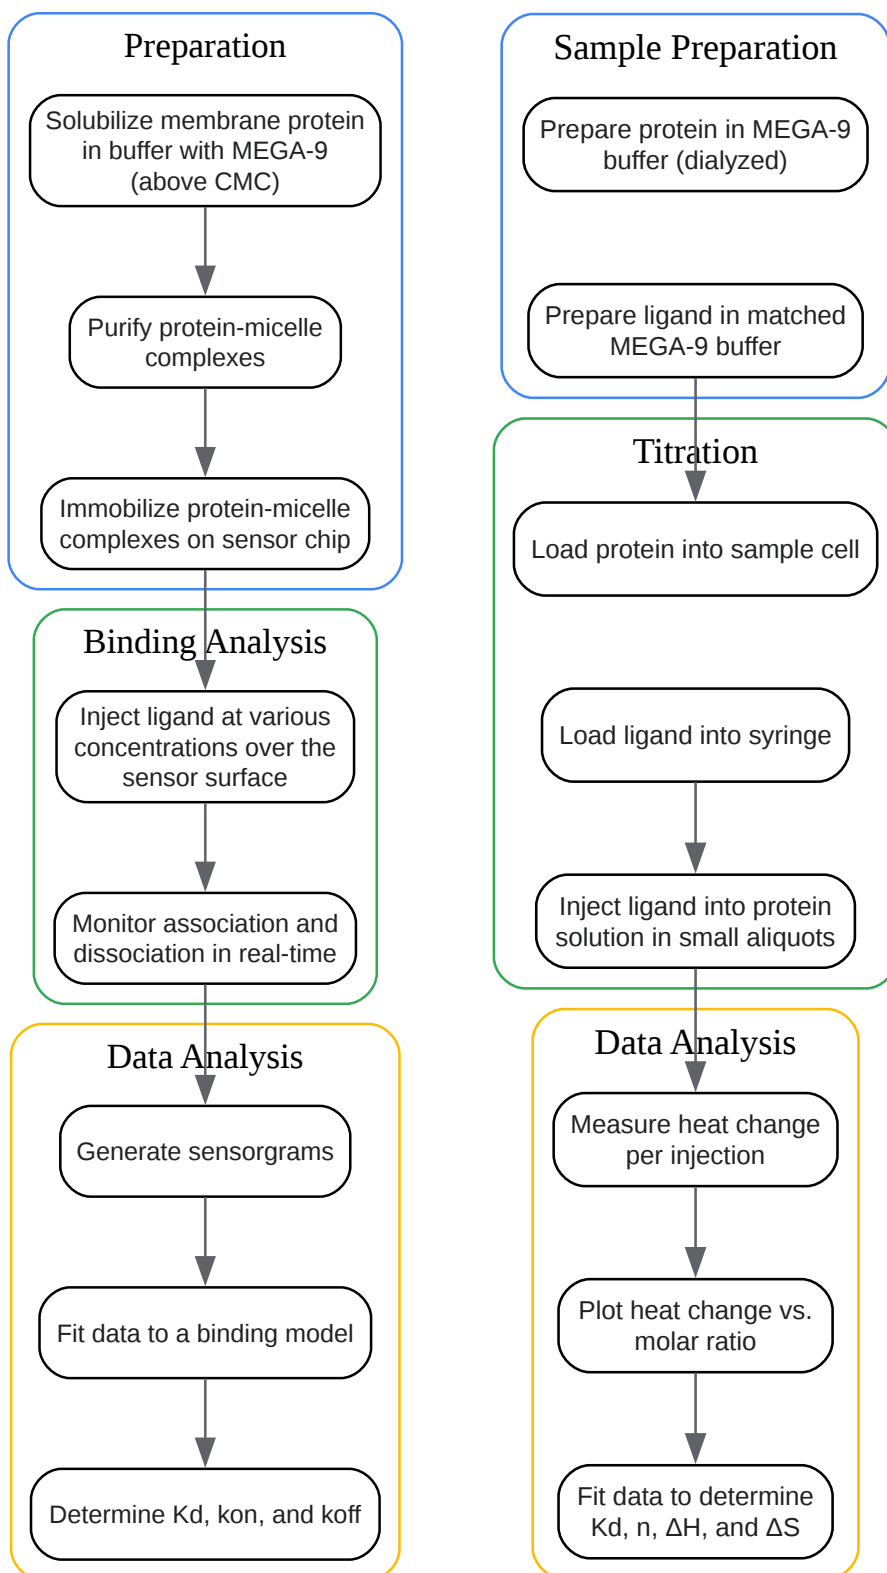 Preparation
Solubilize membrane protein
in buffer with MEGA-9
(above CMC)
Purify protein-micelle
complexes
Immobilize protein-micelle
complexes on sensor chip
Binding Analysis
Inject ligand at various
concentrations over the
sensor surface
Monitor association and
dissociation in real-time
Data Analysis
Generate sensorgrams
Fit data to a binding model
Determine Kd, kon, and koff
Sample Preparation
Prepare protein in MEGA-9
buffer (dialyzed)
Prepare ligand in matched
MEGA-9 buffer
Titration
Load protein into sample cell
Load ligand into syringe
Inject ligand into protein
solution in small aliquots
Data Analysis
Measure heat change
per injection
Plot heat change vs.
molar ratio
Fit data to determine
Kd, n, ΔH, and ΔS